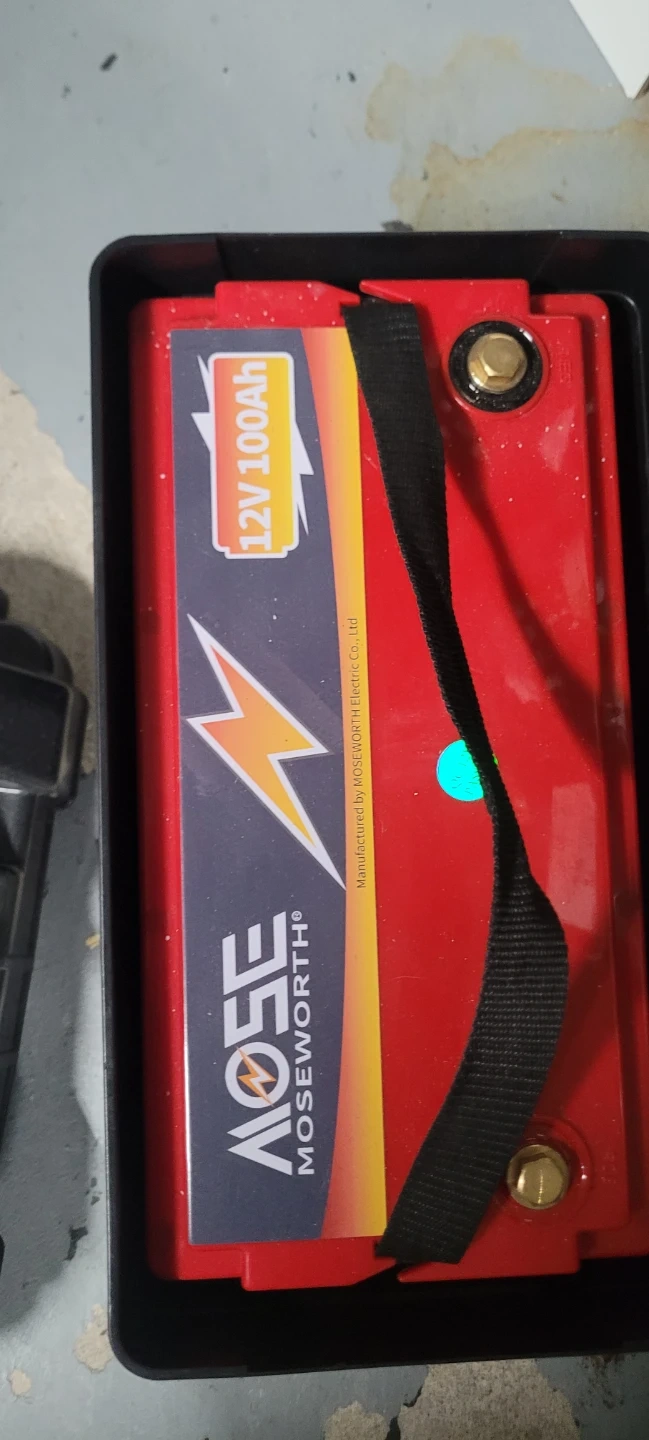 12V 100Ah
Manufactured by MOSEWORTH Electric Co., Ltd
MOSE
MOSEWORTH®